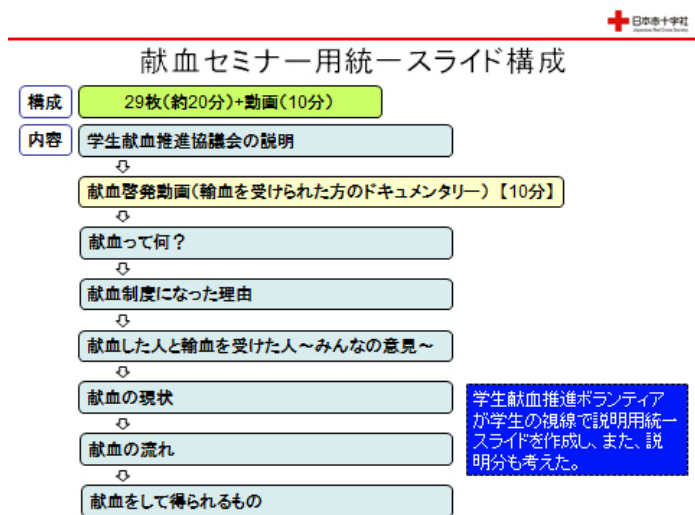 日本赤十字社
Japanese Red Cross Society
献血セミナー用統一スライド構成
構成
29枚(約20分)+動画(10分)
内容
学生献血推進協議会の説明
献血啓発動画(輸血を受けられた方のドキュメンタリー)【10分】
献血って何？
献血制度になった理由
献血した人と輸血を受けた人～みんなの意見～
献血の現状
学生献血推進ボランティア
が学生の視線で説明用統一
スライドを作成し、また、説
明分も考えた。
献血の流れ
献血をして得られるもの